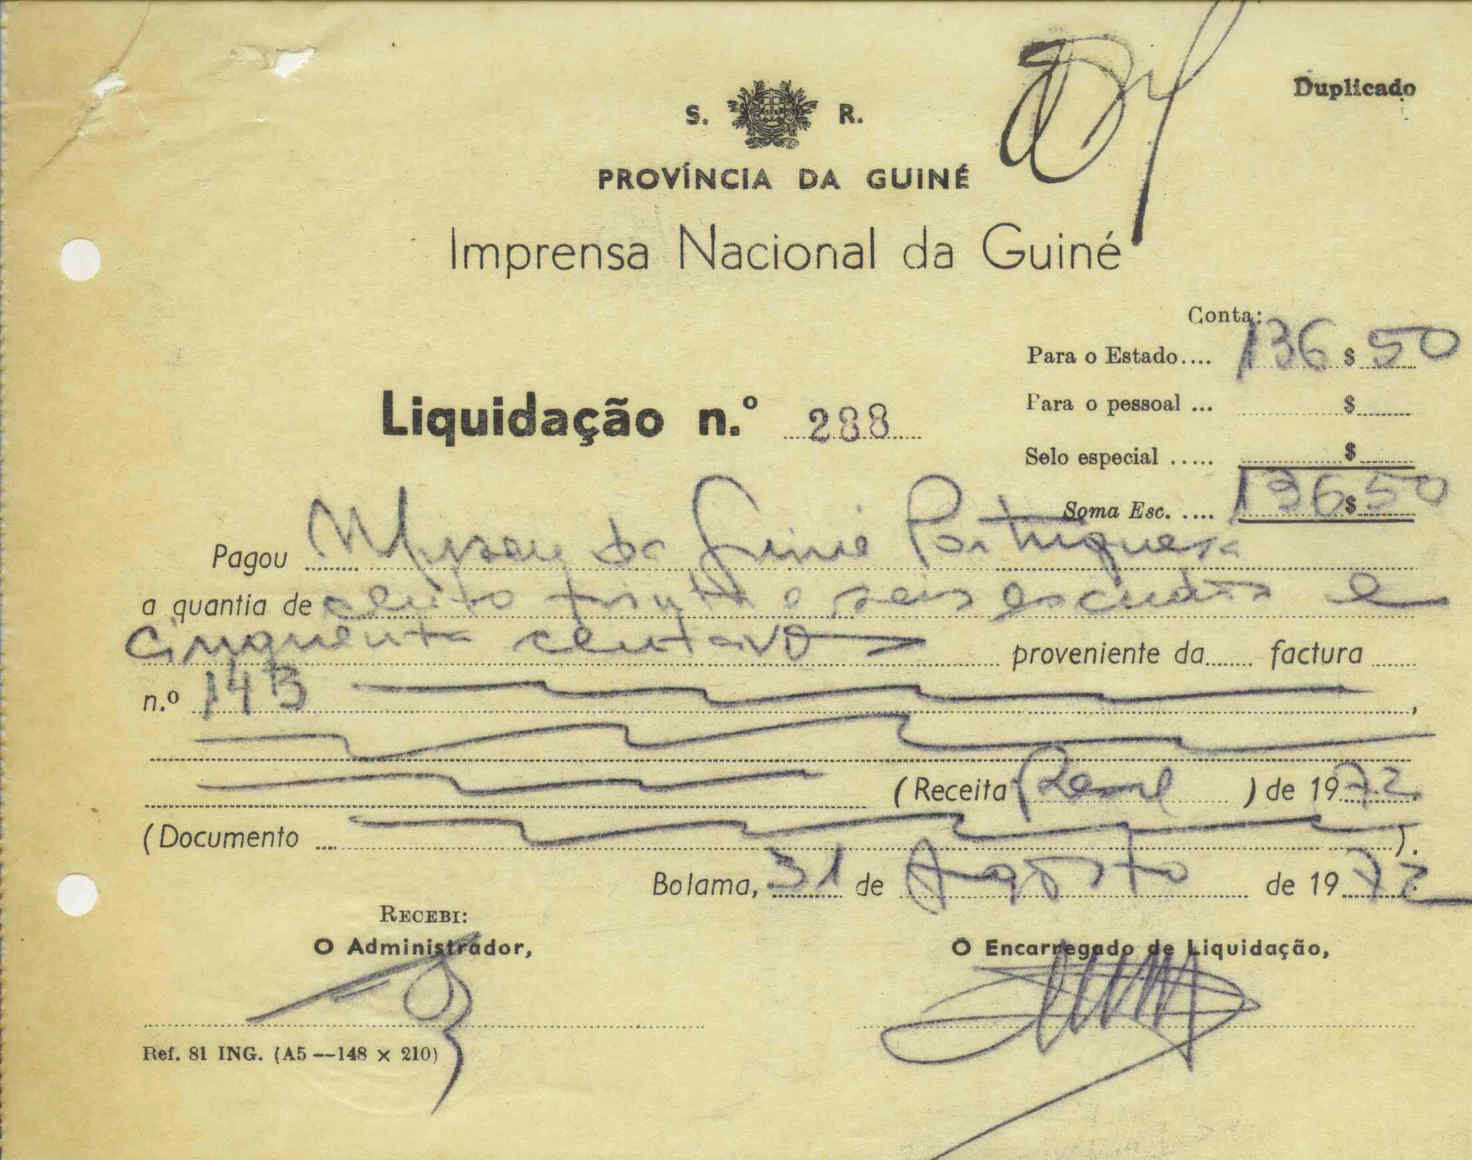 Duplicado
S. R.
PROVÍNCIA DA GUINÉ
Imprensa Nacional da Guiné
Conta:
Para o Estado.... 136 $ 50
Para o pessoal ... $
Liquidação n.º 288
Selo especial ..... $
Soma Esc. ..... 136 $ 50
Pagou Museu da Guiné Portuguesa
a quantia de cento trinta e seis escudos e
cinquenta centavo proveniente da factura
n.º 143 ,
(Receita ) de 1972
(Documento ).
Bolama, 31 de Agosto de 1972
RECEBI:
O Administrador, O Encarregado de Liquidação,
Ref. 81 ING. (A5—148 × 210)